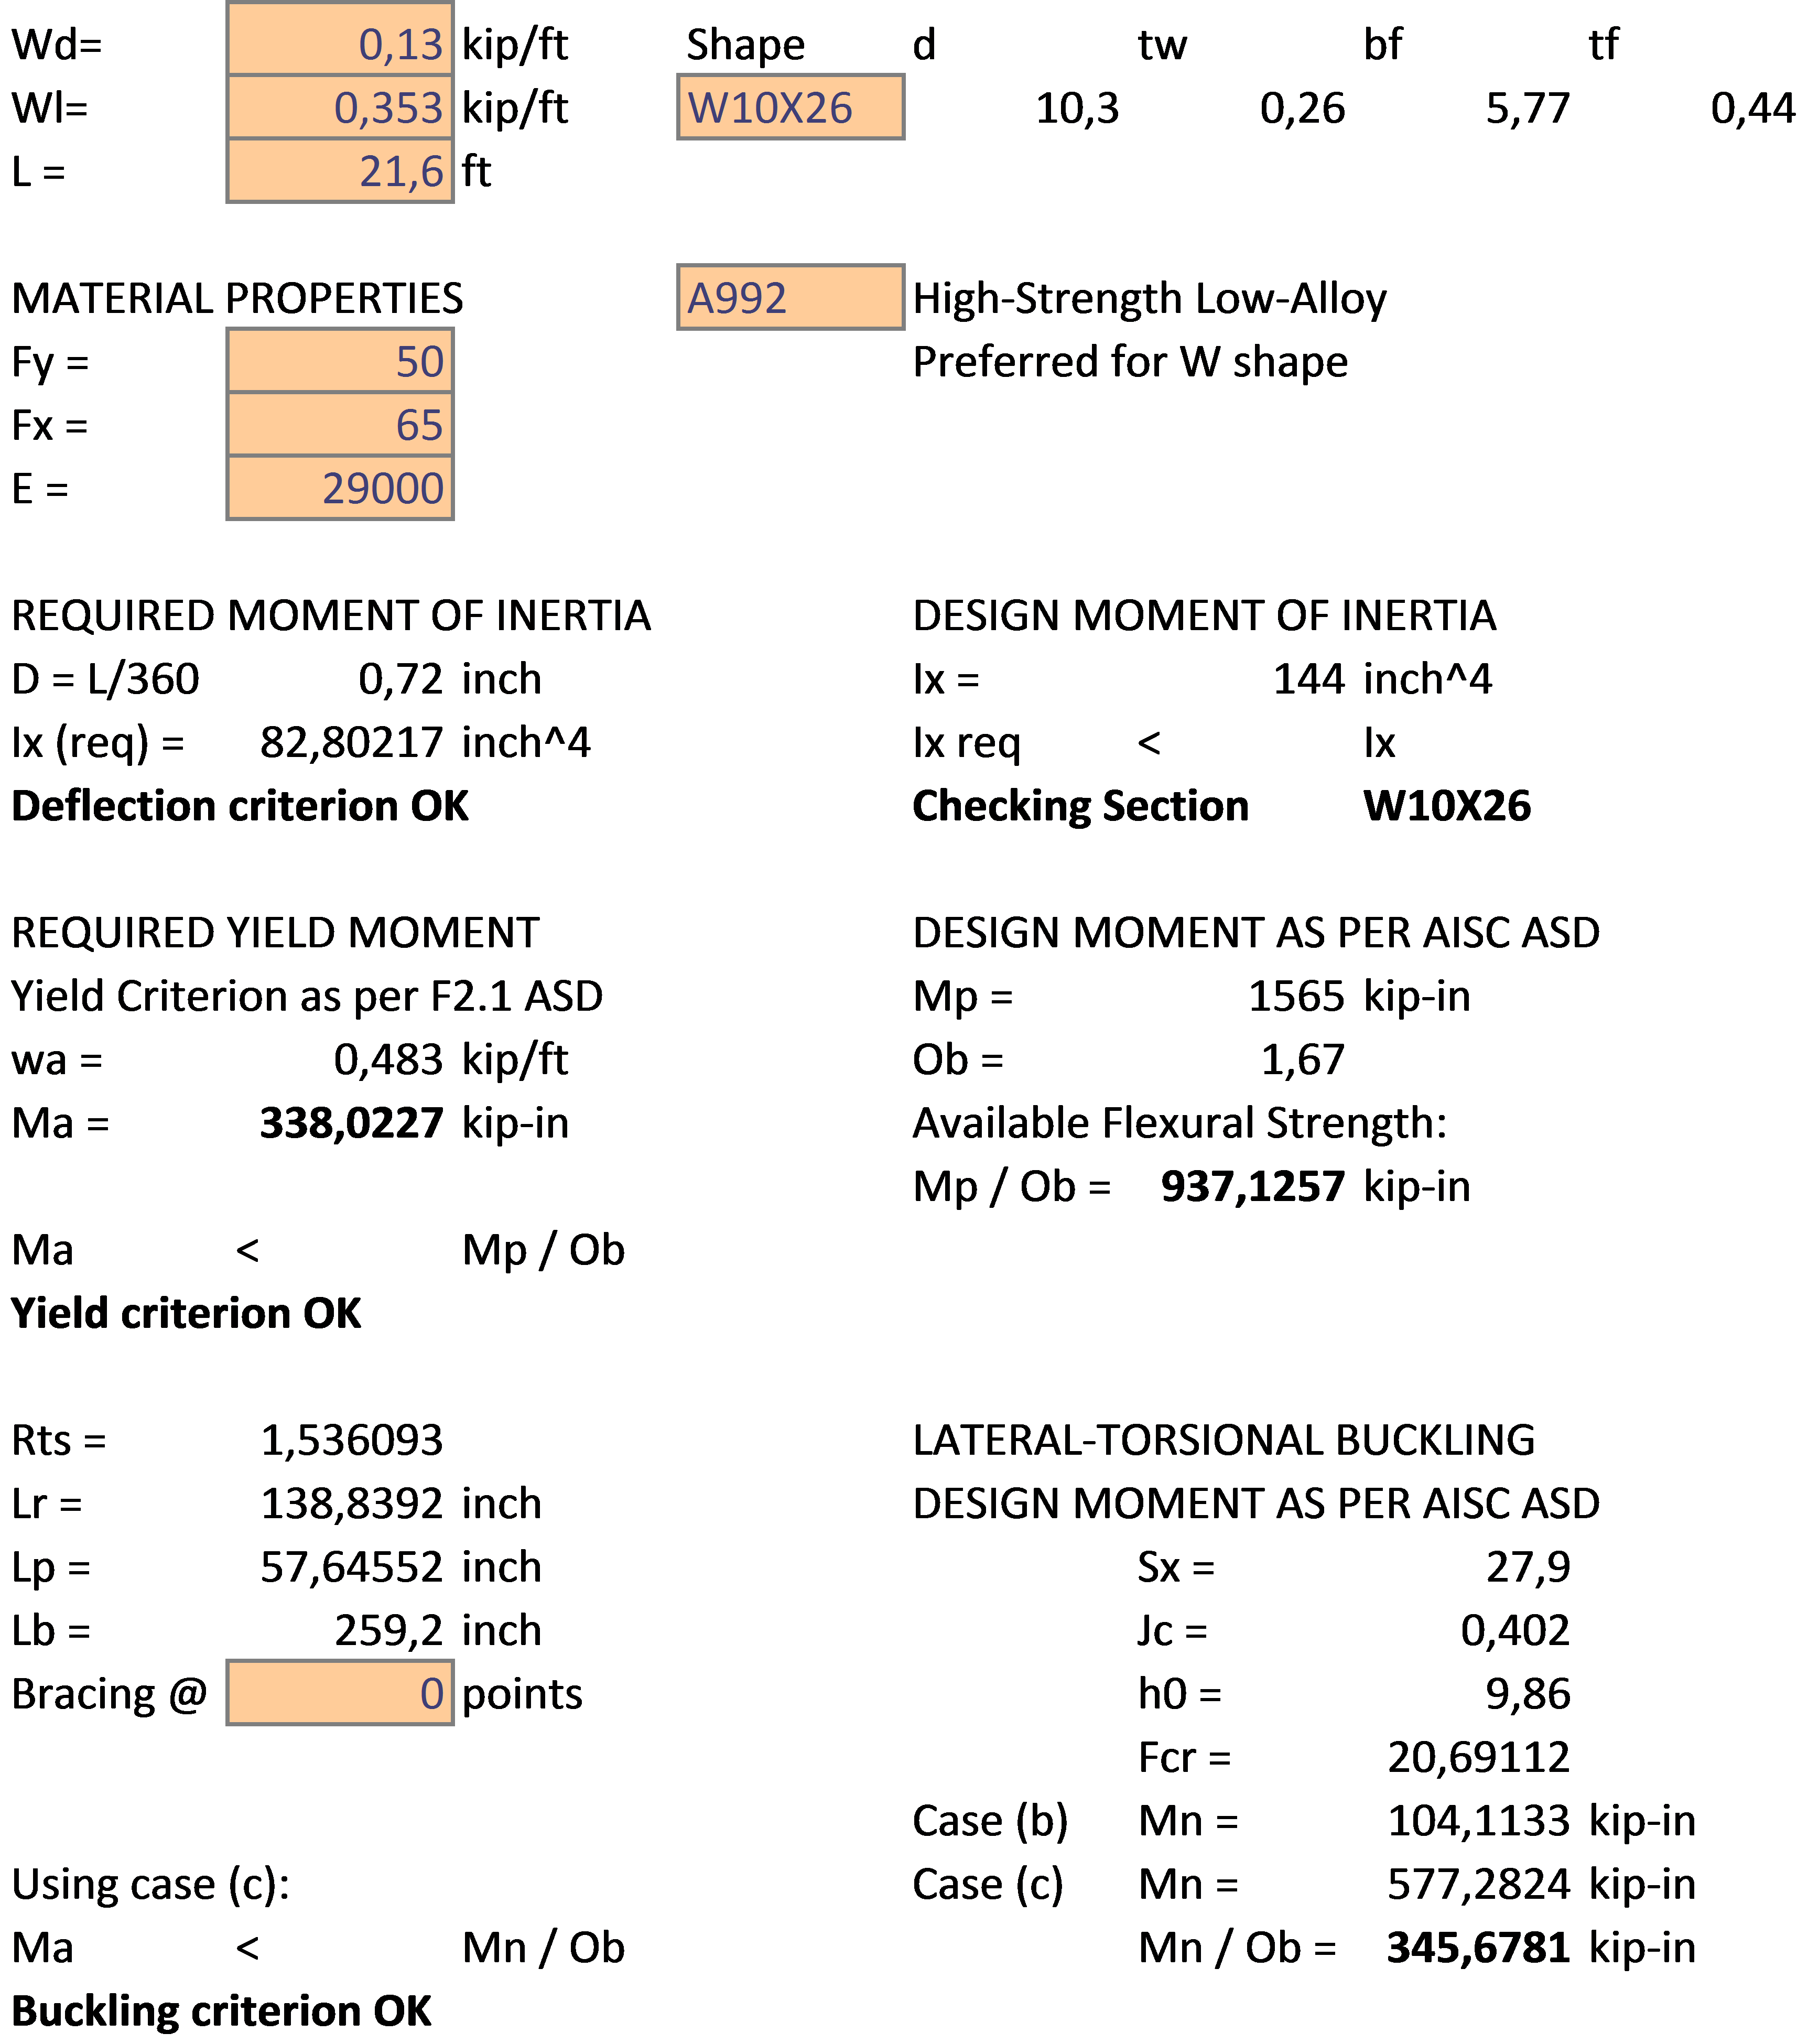 Wd= 0,13 kip/ft Shape d tw bf tf
Wl= 0,353 kip/ft W10X26 10,3 0,26 5,77 0,44
L = 21,6 ft
MATERIAL PROPERTIES A992 High-Strength Low-Alloy
Fy = 50 Preferred for W shape
Fx = 65
E = 29000
REQUIRED MOMENT OF INERTIA DESIGN MOMENT OF INERTIA
D = L/360 0,72 inch Ix = 144 inch^4
Ix (req) = 82,80217 inch^4 Ix req < Ix
Deflection criterion OK Checking Section W10X26
REQUIRED YIELD MOMENT DESIGN MOMENT AS PER AISC ASD
Yield Criterion as per F2.1 ASD Mp = 1565 kip-in
wa = 0,483 kip/ft Ob = 1,67
Ma = 338,0227 kip-in Available Flexural Strength:
Mp / Ob = 937,1257 kip-in
Ma < Mp / Ob
Yield criterion OK
Rts = 1,536093 LATERAL-TORSIONAL BUCKLING
Lr = 138,8392 inch DESIGN MOMENT AS PER AISC ASD
Lp = 57,64552 inch Sx = 27,9
Lb = 259,2 inch Jc = 0,402
Bracing @ 0 points h0 = 9,86
Fcr = 20,69112
Case (b) Mn = 104,1133 kip-in
Using case (c): Case (c) Mn = 577,2824 kip-in
Ma < Mn / Ob Mn / Ob = 345,6781 kip-in
Buckling criterion OK